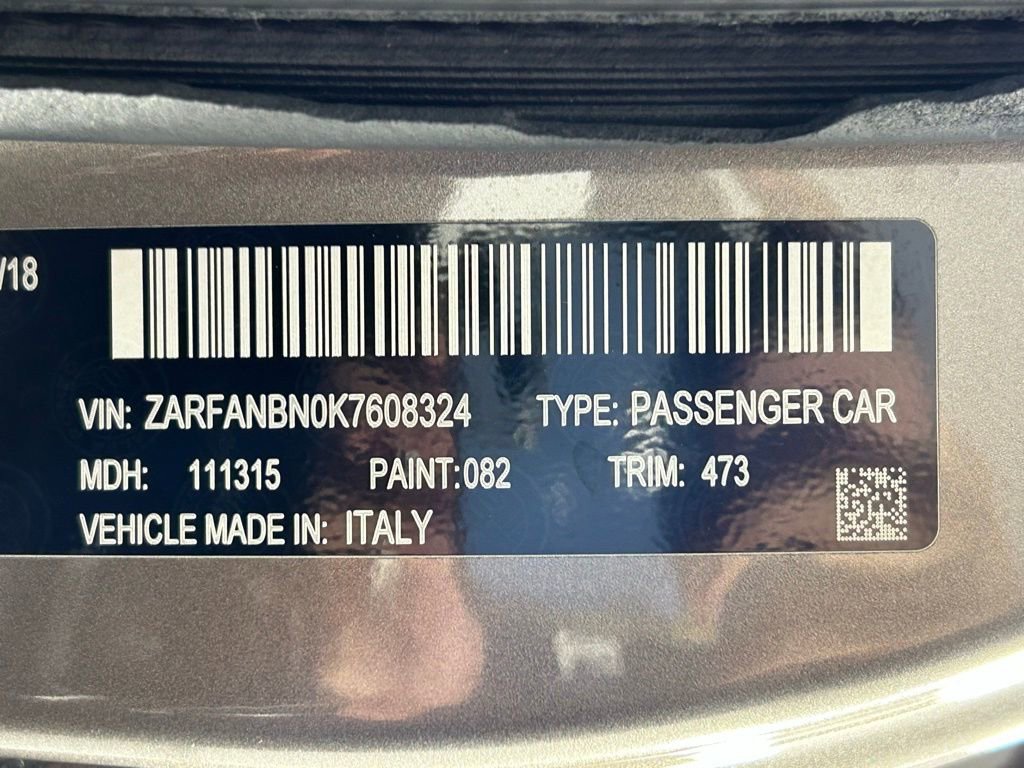 /18
VIN: ZARFANBN0K7608324 TYPE: PASSENGER CAR
MDH: 111315 PAINT:082 TRIM: 473
VEHICLE MADE IN: ITALY